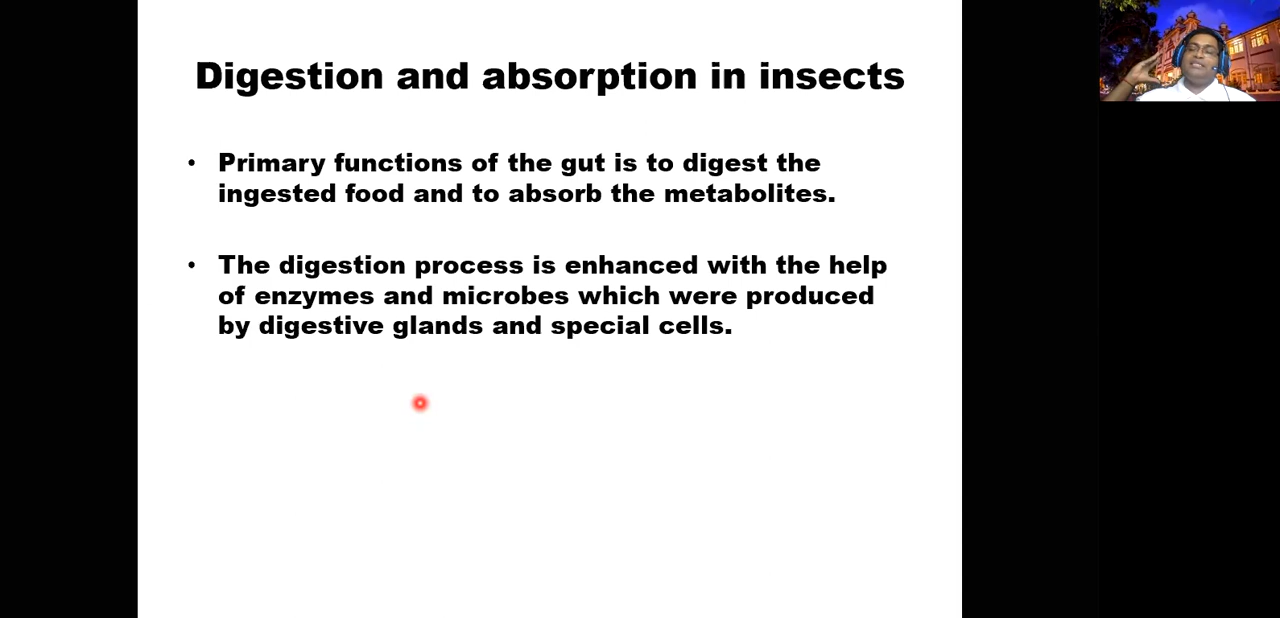 Digestion and absorption in insects
• Primary functions of the gut is to digest the
ingested food and to absorb the metabolites.
• The digestion process is enhanced with the help
of enzymes and microbes which were produced
by digestive glands and special cells.